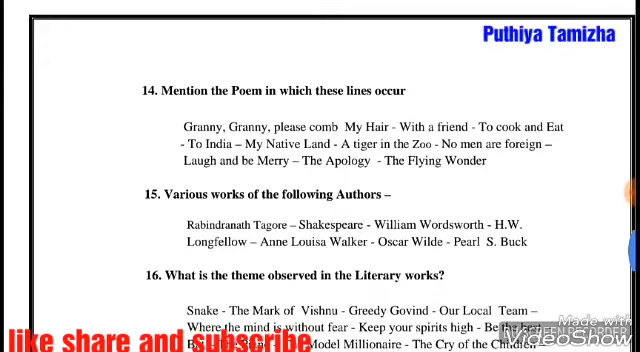 Puthiya Tamizha
14. Mention the Poem in which these lines occur
Granny, Granny, please comb My Hair - With a friend - To cook and Eat
- To India – My Native Land - A tiger in the Zoo - No men are foreign –
Laugh and be Merry – The Apology - The Flying Wonder
15. Various works of the following Authors –
Rabindranath Tagore – Shakespeare - William Wordsworth - H.W.
Longfellow – Anne Louisa Walker - Oscar Wilde - Pearl S. Buck
16. What is the theme observed in the Literary works?
Snake - The Mark of Vishnu - Greedy Govind - Our Local Team –
Where the mind is without fear - Keep your spirits high - Be the best
Model Millionaire - The Cry of the Children
Made with
SCREEN RECORDER
VideoShow
like share and subscribe